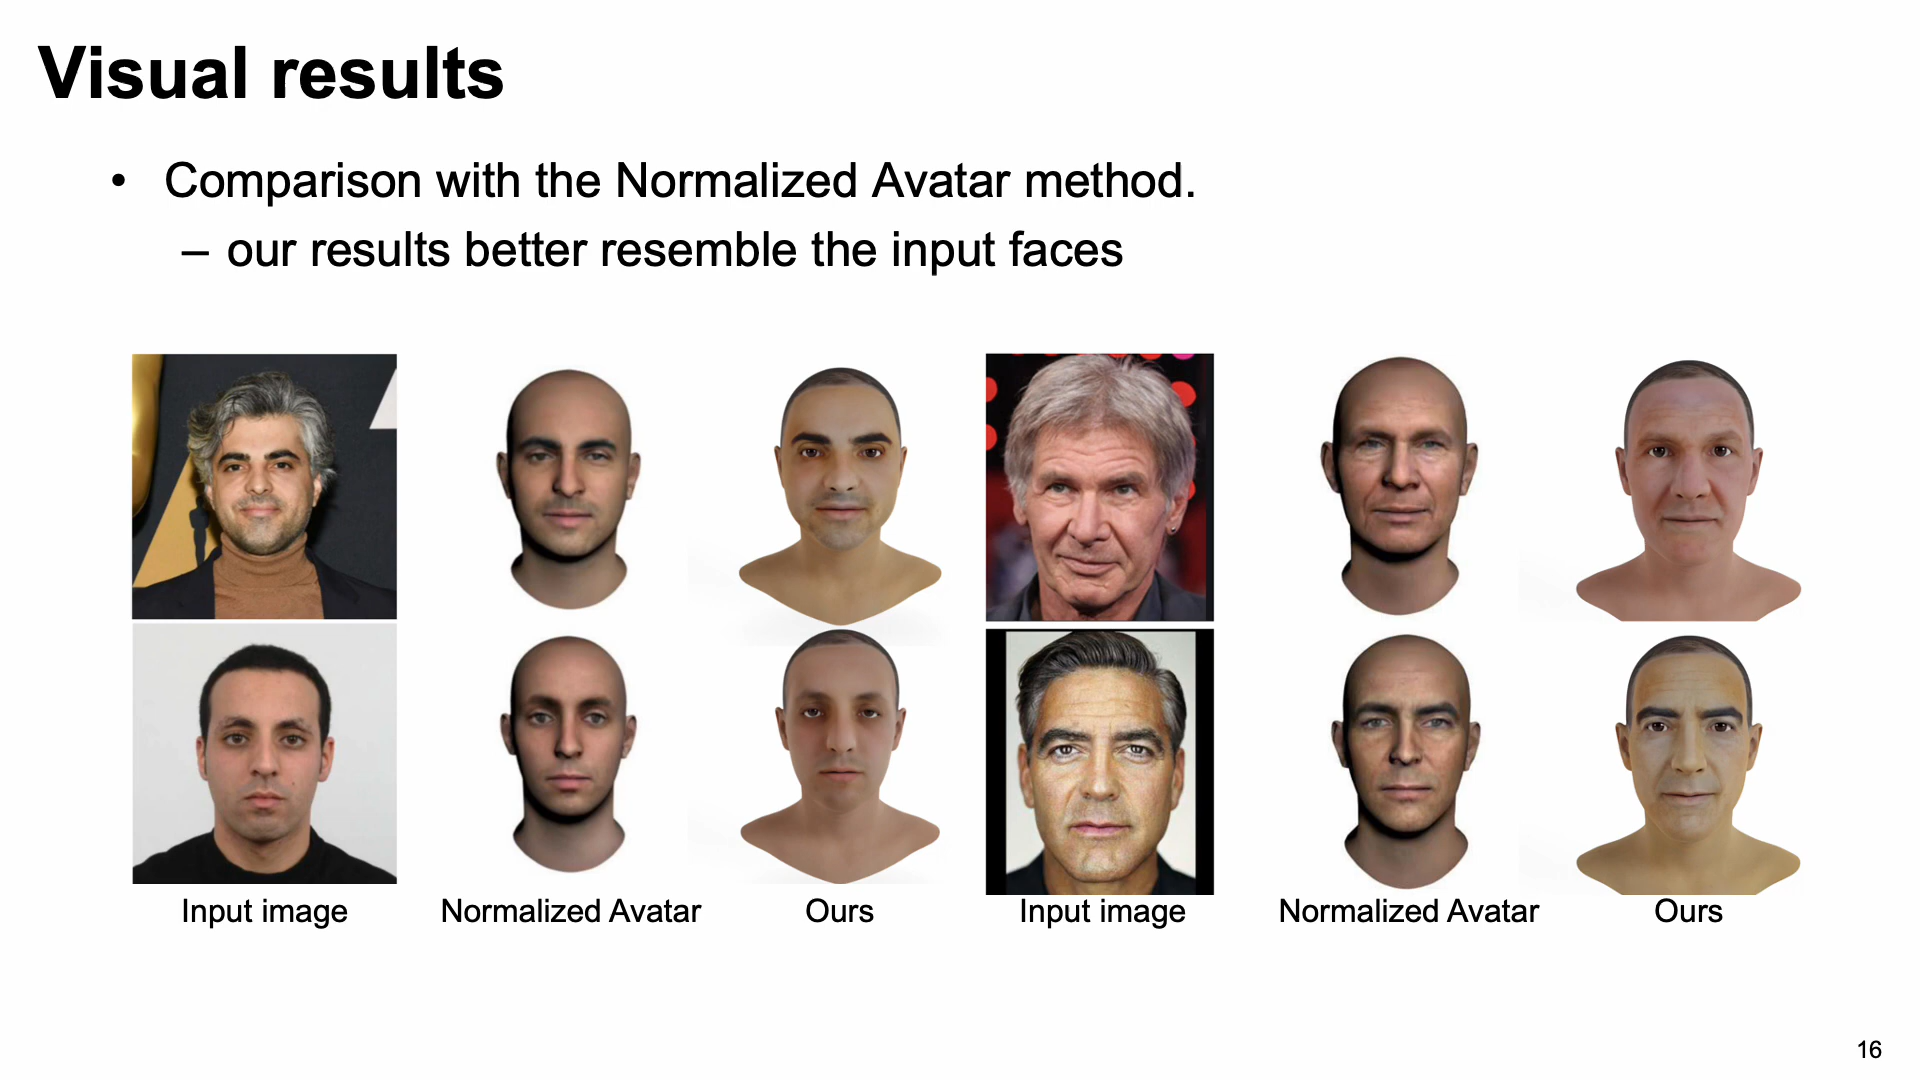 Visual results
• Comparison with the Normalized Avatar method.
– our results better resemble the input faces
Input image
Normalized Avatar
Ours
Input image
Normalized Avatar
Ours
16